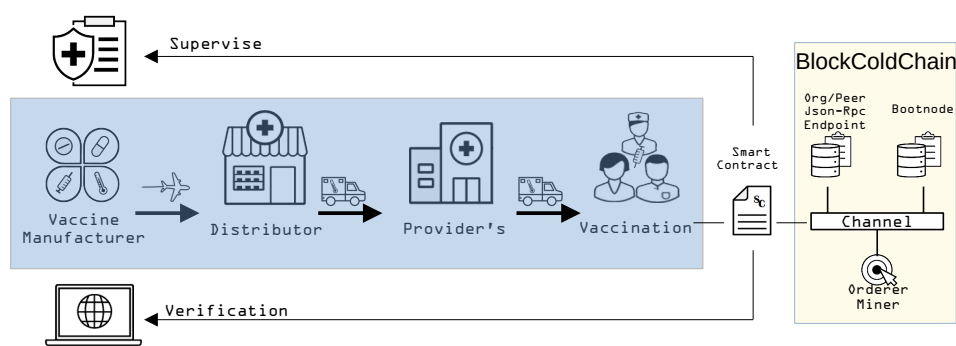 Supervise
BlockColdChain
Org/Peer
Json-Rpc
Endpoint
Bootnode
Smart
Contract
Vaccine
Manufacturer
Distributor
Provider's
Vaccination
SC
Channel
Orderer
Miner
Verification